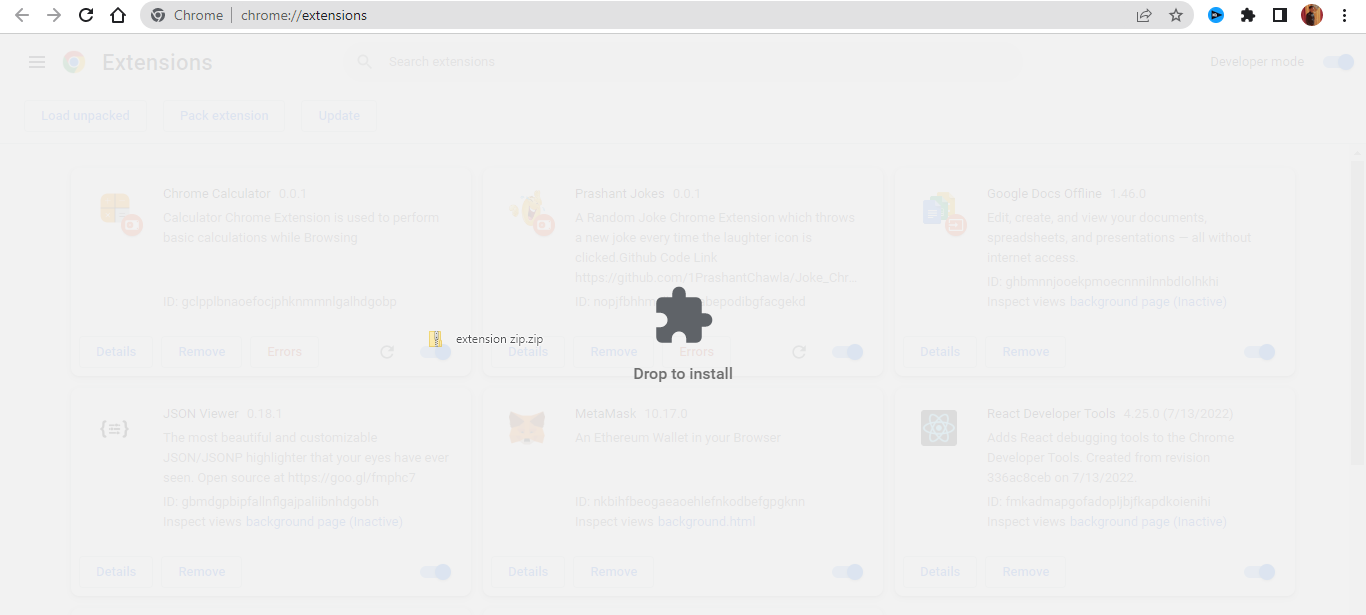 Chrome
chrome://extensions
Extensions
Search extensions
Developer mode
Load unpacked
Pack extension
Update
Chrome Calculator 0.0.1
Calculator Chrome Extension is used to perform
basic calculations while Browsing
Details
Remove
Errors
Prashant Jokes 0.0.1
A Random Joke Chrome Extension which throws
a new joke every time the laughter icon is
clicked.Github Code Link
https://github.com/1PrashantChawla/Joke_Chr...
Details
Remove
Errors
Google Docs Offline 1.46.0
Edit, create, and view your documents,
spreadsheets, and presentations — all without
internet access.
ID: ghbmnnjooekpmoecnnnilnnbdlolhkhi
Inspect views background page (Inactive)
Details
Remove
extension zip.zip
Drop to install
JSON Viewer 0.18.1
The most beautiful and customizable
JSON/JSONP highlighter that your eyes have ever
seen. Open source at https://goo.gl/fmphc7
ID: gbmdgpbipfallnflgajpaliibnhdgobh
Inspect views background page (Inactive)
Details
Remove
MetaMask 10.17.0
An Ethereum Wallet in your Browser
ID: nkbihfbeogaeaoehlefnkodbefgpgknn
Inspect views background.html
Details
Remove
React Developer Tools 4.25.0 (7/13/2022)
Adds React debugging tools to the Chrome
Developer Tools. Created from revision
336ac8ceb on 7/13/2022.
ID: fmkadmapgofadopljbjfkapdkoienihi
Inspect views background page (Inactive)
Details
Remove